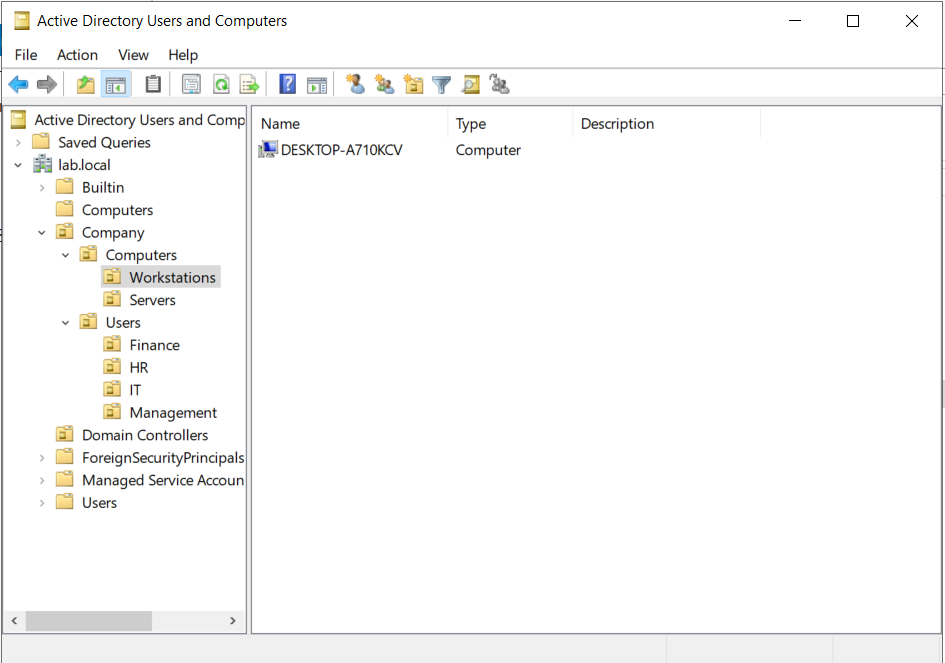 Active Directory Users and Computers
File Action View Help
Active Directory Users and Comp
Saved Queries
lab.local
Builtin
Computers
Company
Computers
Workstations
Servers
Users
Finance
HR
IT
Management
Domain Controllers
ForeignSecurityPrincipals
Managed Service Accoun
Users
Name Type Description
DESKTOP-A710KCV Computer